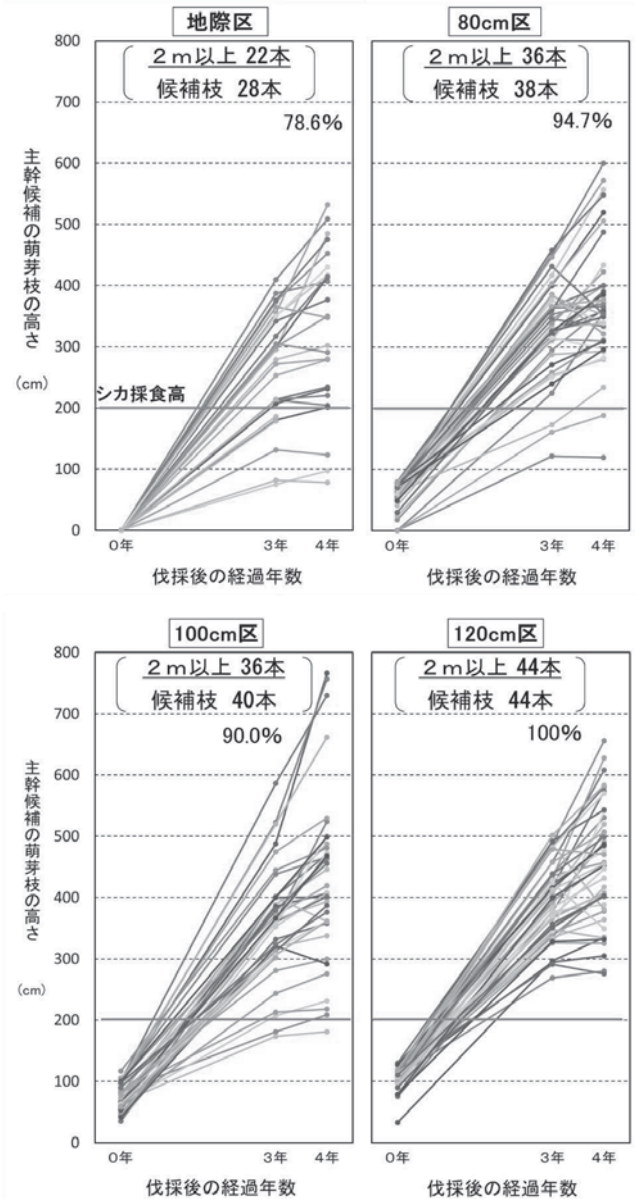 地際区
２ｍ以上 22本
候補枝 28本
78.6%
800
700
600
500
400
300
200
100
0
主幹候補の萌芽枝の高さ
(cm)
シカ採食高
0年
3年
4年
伐採後の経過年数
80cm区
２ｍ以上 36本
候補枝 38本
94.7%
0年
3年
4年
伐採後の経過年数
100cm区
２ｍ以上 36本
候補枝 40本
90.0%
800
700
600
500
400
300
200
100
0
主幹候補の萌芽枝の高さ
(cm)
0年
3年
4年
伐採後の経過年数
120cm区
２ｍ以上 44本
候補枝 44本
100%
0年
3年
4年
伐採後の経過年数